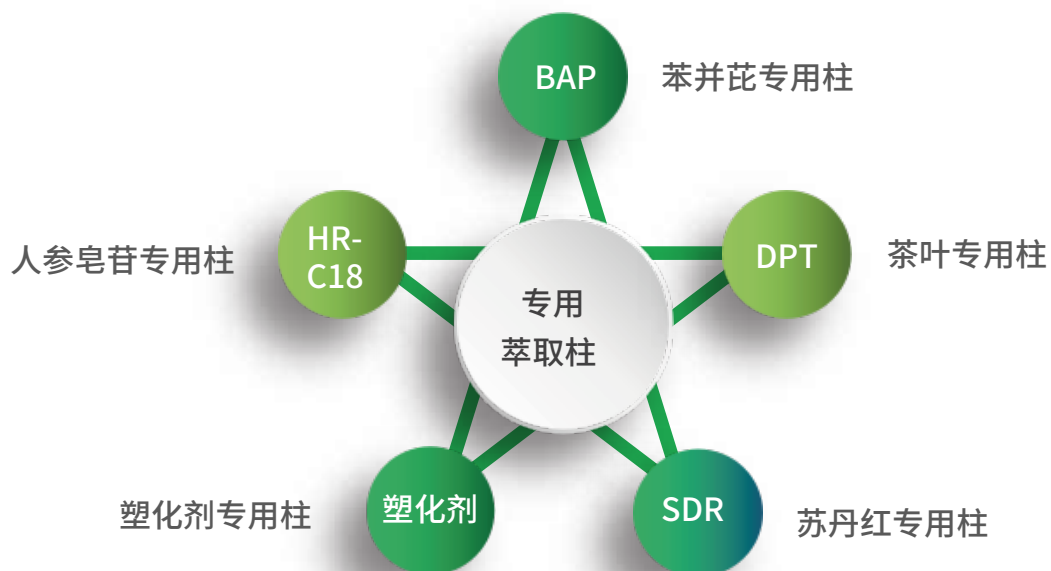 BAP
苯并芘专用柱
HR-
C18
人参皂苷专用柱
DPT
茶叶专用柱
专用
萃取柱
塑化剂
塑化剂专用柱
SDR
苏丹红专用柱